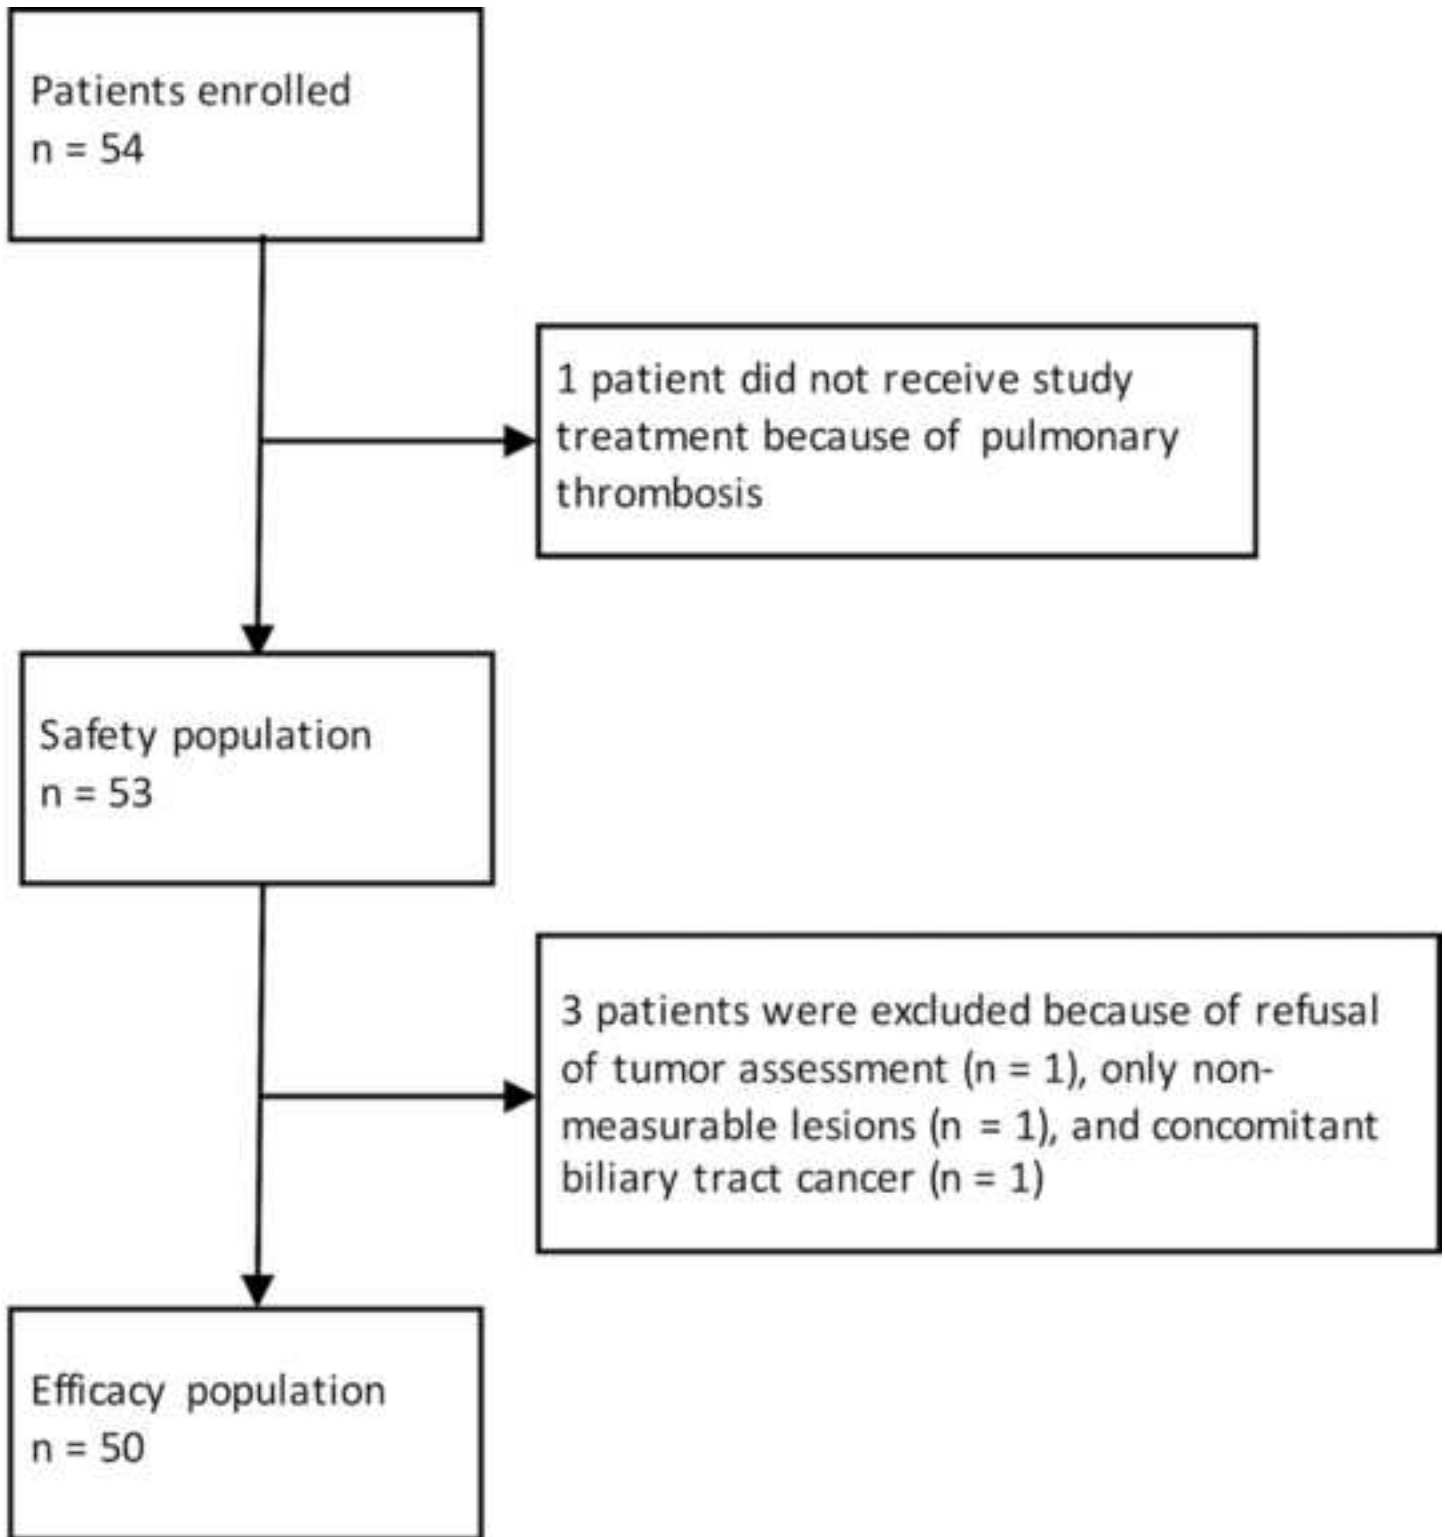 Patients enrolled
n = 54
1 patient did not receive study
treatment because of pulmonary
thrombosis
Safety population
n = 53
3 patients were excluded because of refusal
of tumor assessment (n = 1), only non-
measurable lesions (n = 1), and concomitant
biliary tract cancer (n = 1)
Efficacy population
n = 50